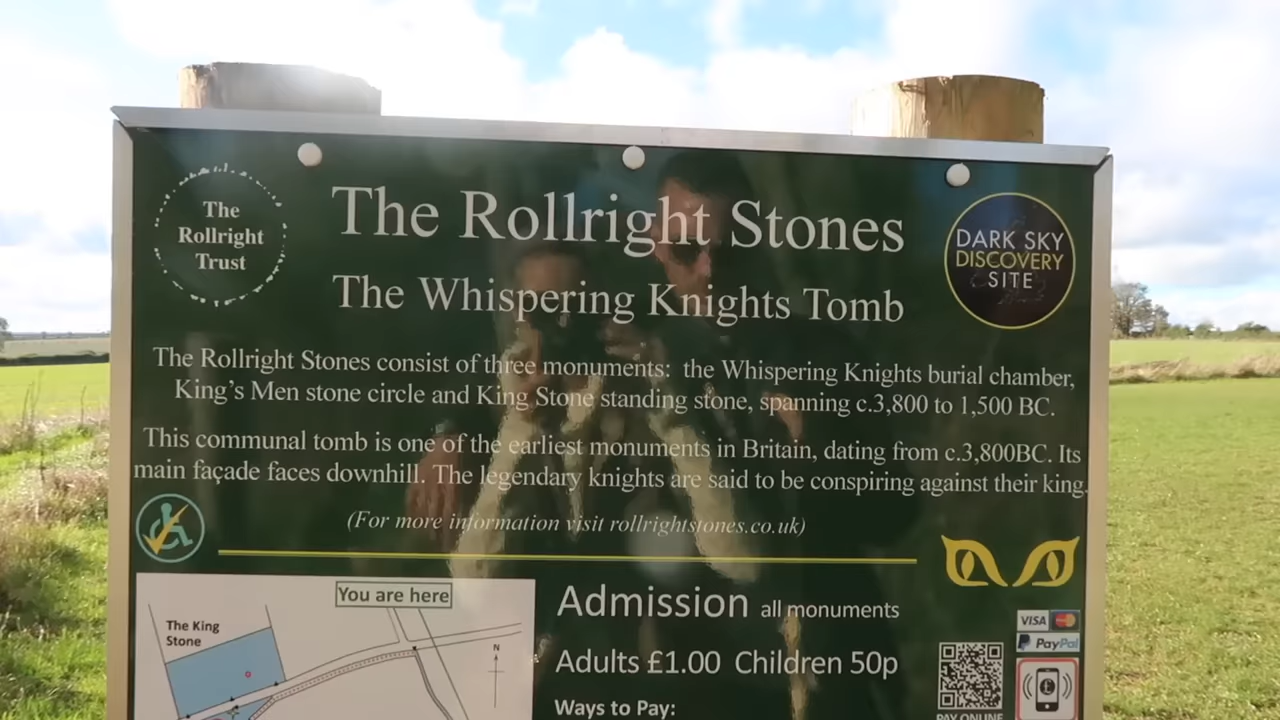 The
Rollright
Trust
The Rollright Stones
The Whispering Knights Tomb
DARK SKY
DISCOVERY
SITE
The Rollright Stones consist of three monuments: the Whispering Knights burial chamber,
King's Men stone circle and King Stone standing stone, spanning c.3,800 to 1,500 BC.
This communal tomb is one of the earliest monuments in Britain, dating from c.3,800BC. Its
main façade faces downhill. The legendary knights are said to be conspiring against their king.
(For more information visit rollrightstones.co.uk)
You are here
The King
Stone
N
Admission all monuments
Adults £1.00 Children 50p
Ways to Pay:
VISA
PayPal
£
PAY ONLINE